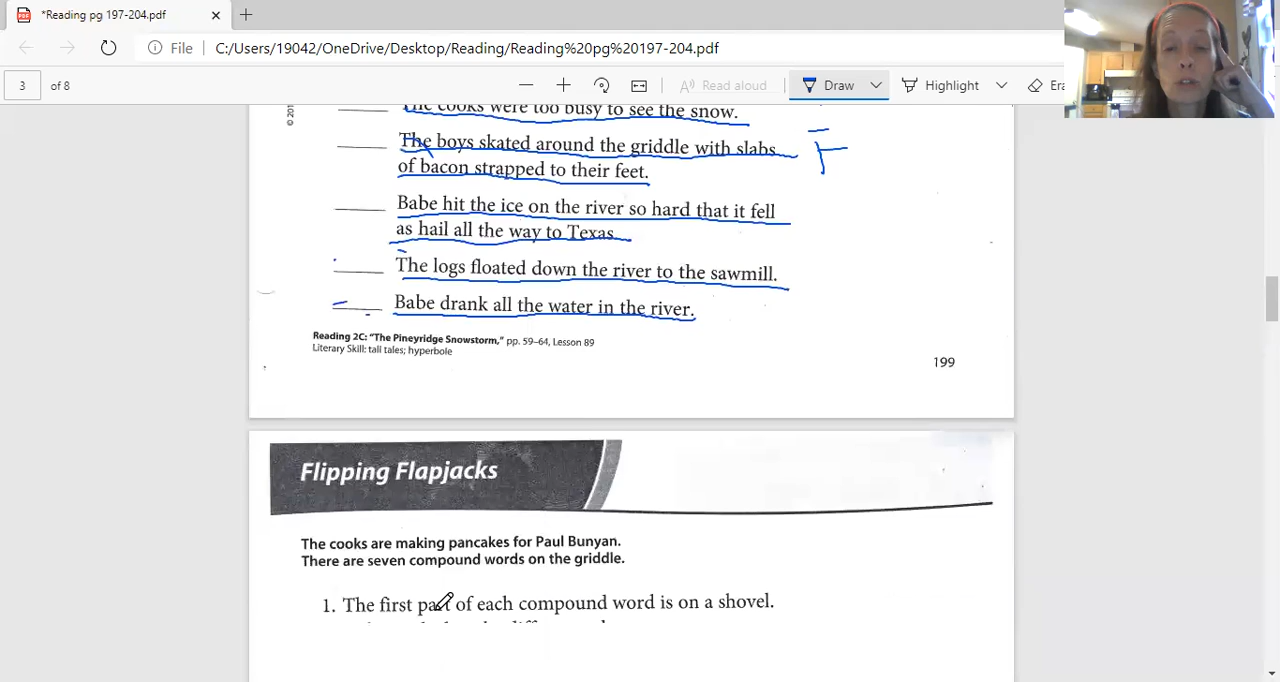 *Reading pg 197-204.pdf
File
C:/Users/19042/OneDrive/Desktop/Reading/Reading%20pg%20197-204.pdf
3 of 8
Read aloud
Draw
Highlight
Era
© 201
The cooks were too busy to see the snow.
The boys skated around the griddle with slabs
of bacon strapped to their feet.
F
Babe hit the ice on the river so hard that it fell
as hail all the way to Texas.
The logs floated down the river to the sawmill.
Babe drank all the water in the river.
Reading 2C: "The Pineyridge Snowstorm," pp. 59–64, Lesson 89
Literary Skill: tall tales; hyperbole
199
Flipping Flapjacks
The cooks are making pancakes for Paul Bunyan.
There are seven compound words on the griddle.
1. The first part of each compound word is on a shovel.